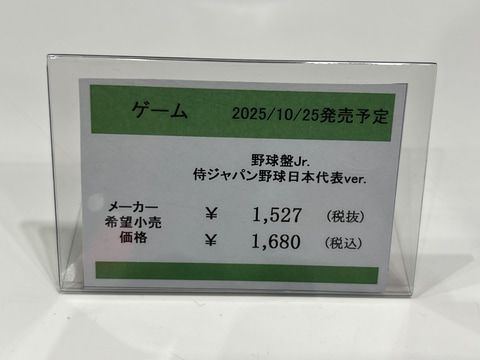 ゲーム 2025/10/25発売予定
野球盤Jr.
侍ジャパン野球日本代表ver.
メーカー
希望小売
価格
¥ 1,527 (税抜)
¥ 1,680 (税込)